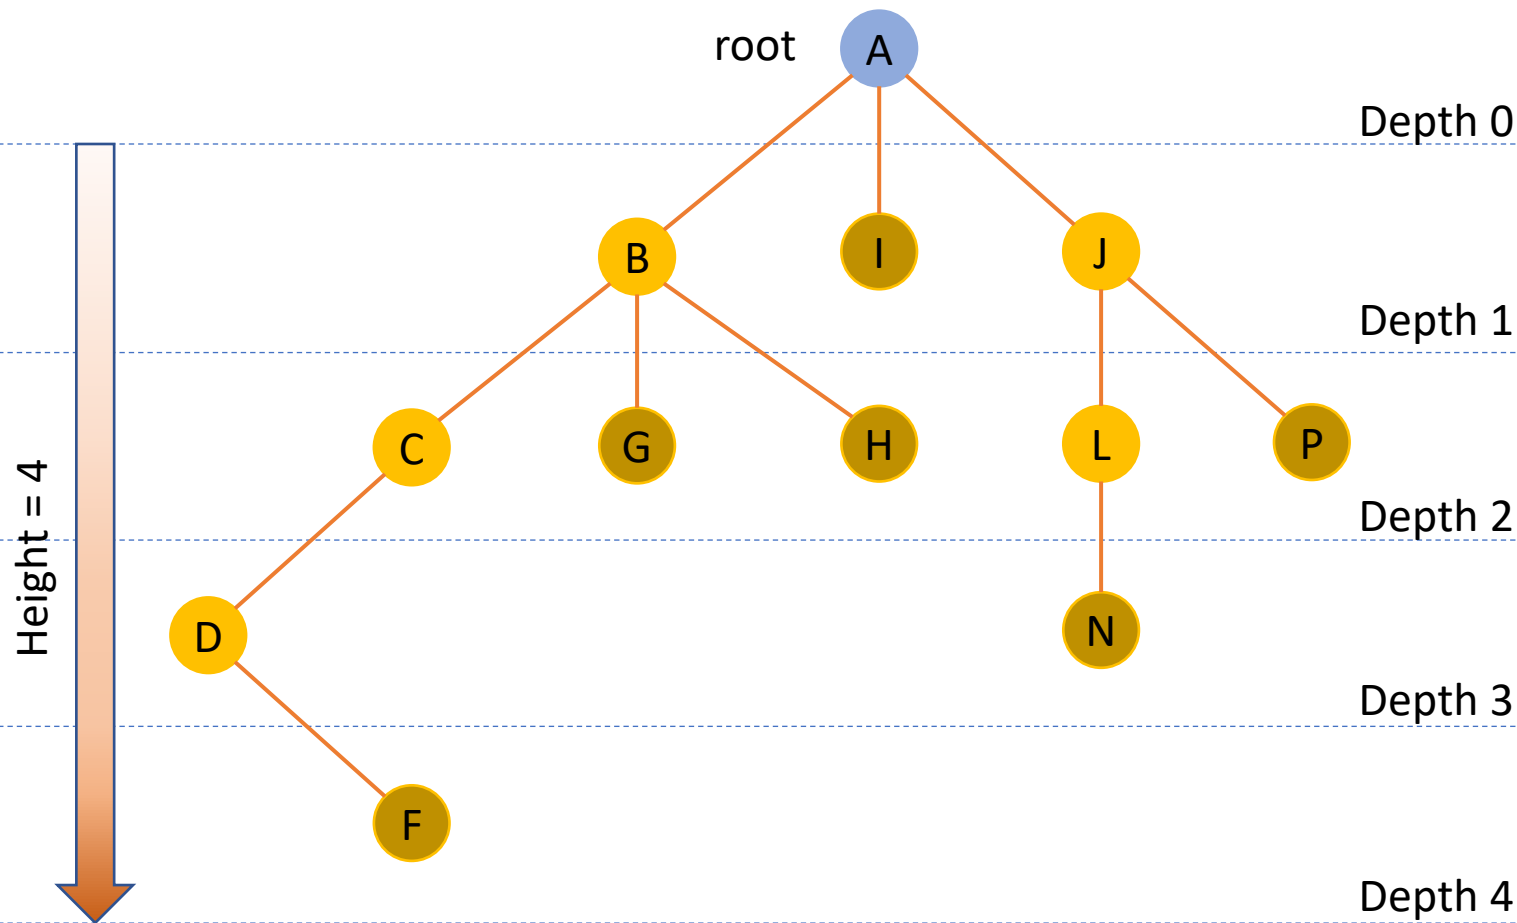 root
A
Depth 0
B
I
J
Depth 1
C
G
H
L
P
Height = 4
Depth 2
D
N
Depth 3
F
Depth 4